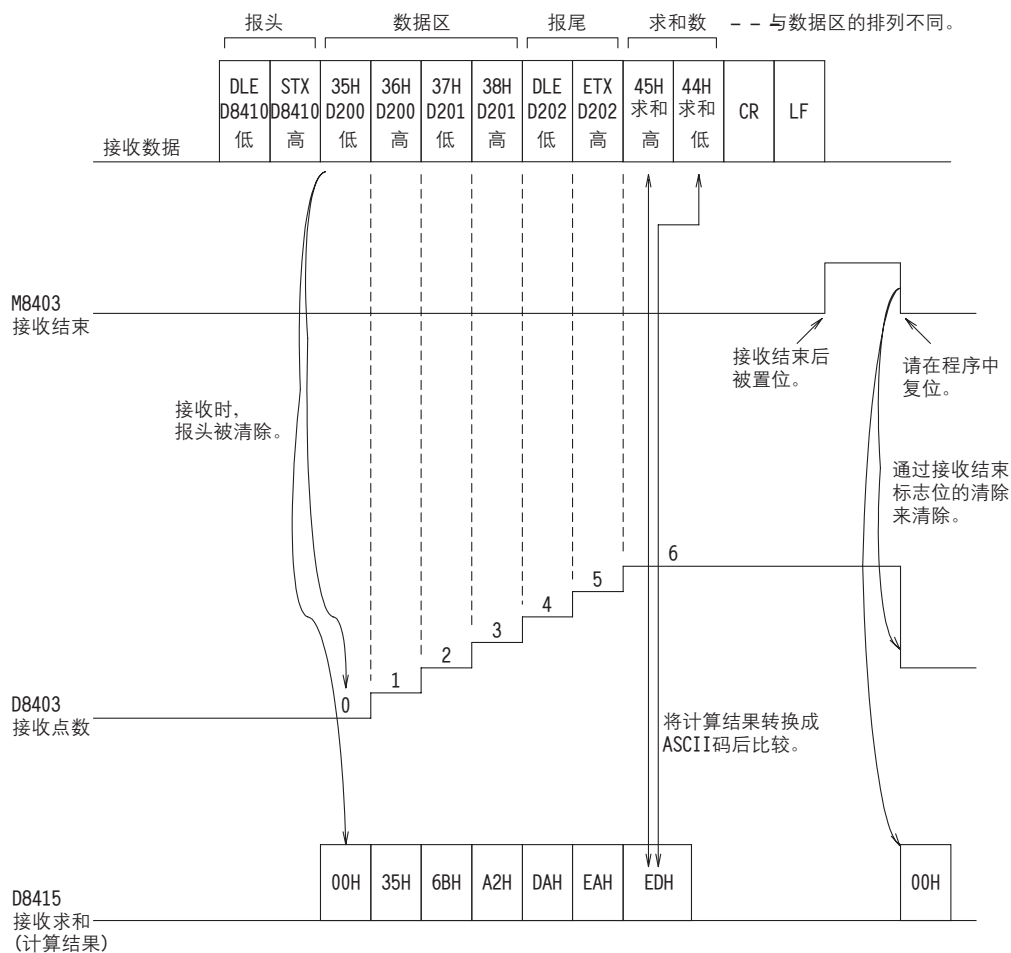 报头 数据区 报尾 求和数 - - - 与数据区的排列不同。
DLE STX 35H 36H 37H 38H DLE ETX 45H 44H CR LF
D8410 D8410 D200 D200 D201 D201 D202 D202 求和 求和
低 高 低 高 低 高 低 高 高 低
接收数据
M8403
接收结束
接收结束后
被置位。
请在程序中
复位。
接收时,
报头被清除。
通过接收结束
标志位的清除
来清除。
6
5
4
3
2
1
0
D8403
接收点数
将计算结果转换成
ASCII码后比较。
00H 35H 6BH A2H DAH EAH EDH 00H
D8415
接收求和
(计算结果)